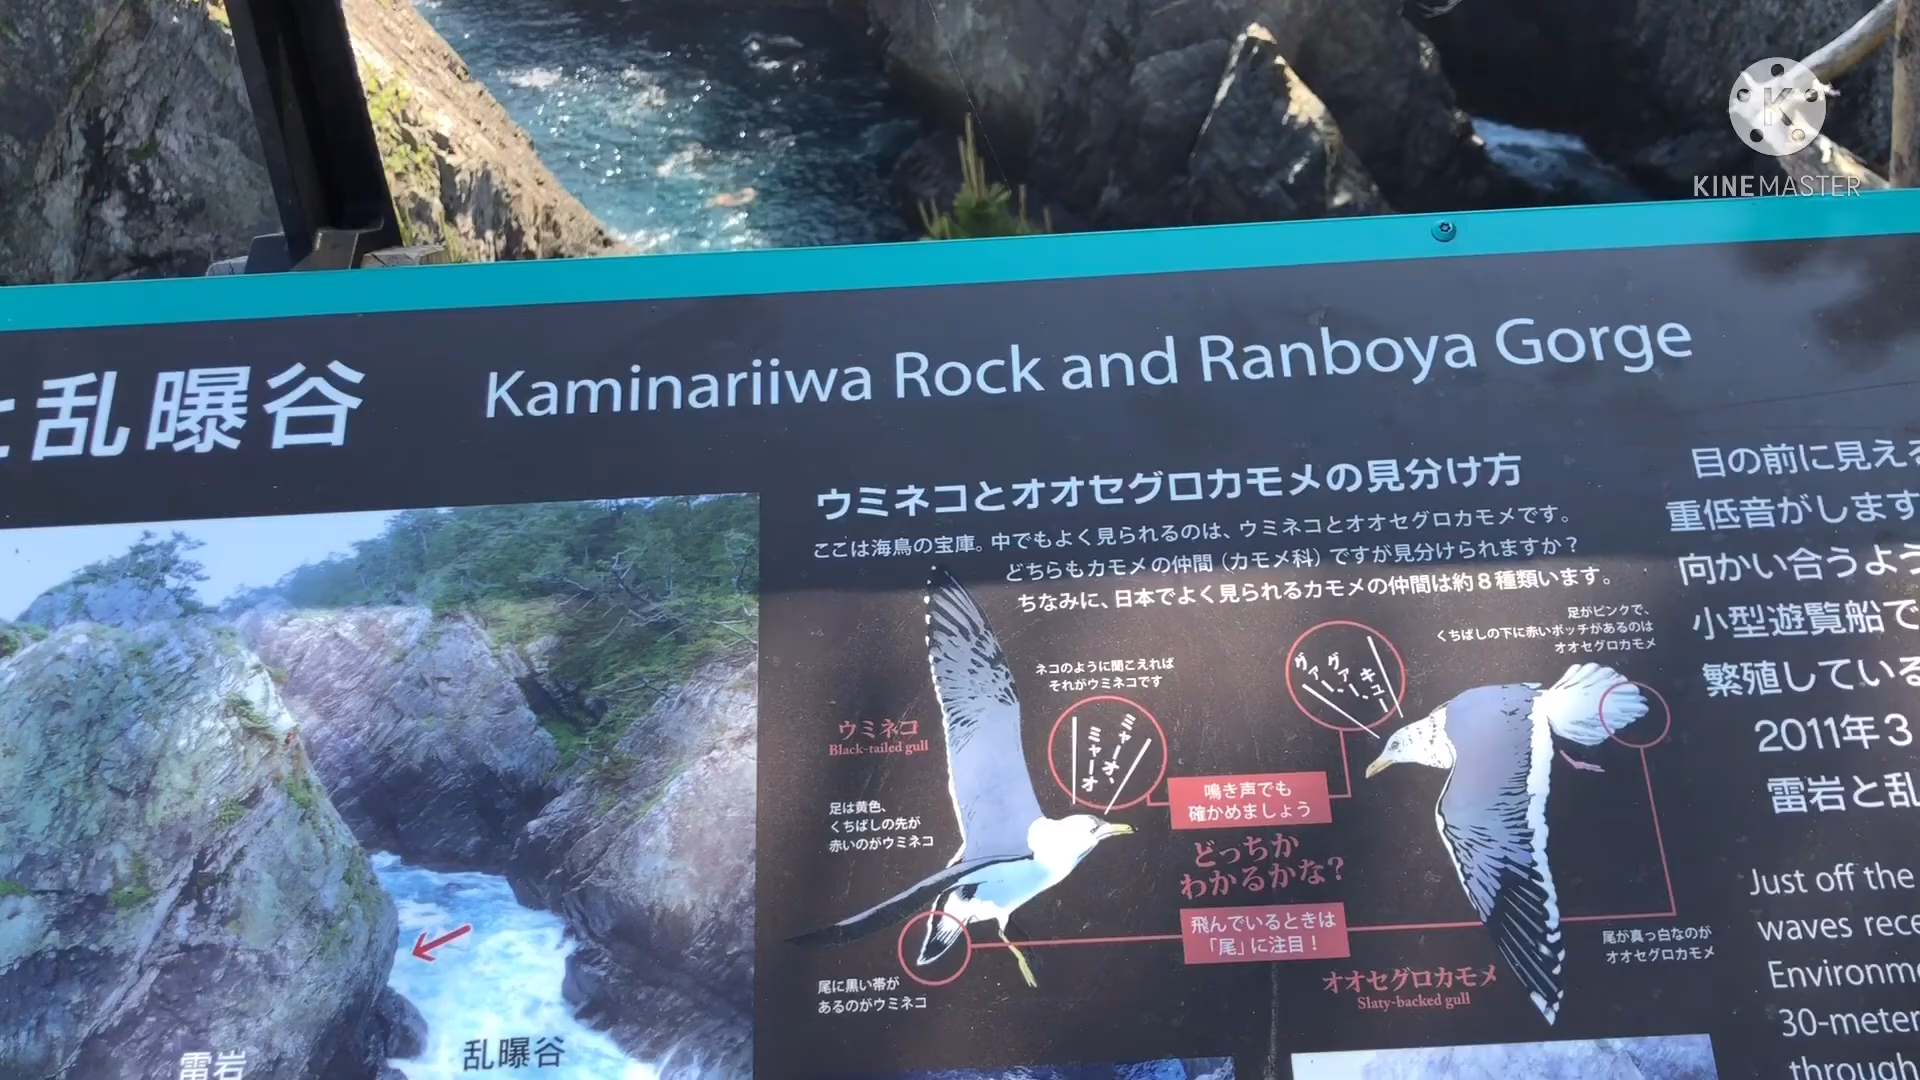 KINEMASTER
と乱曝谷 Kaminariiwa Rock and Ranboya Gorge
ウミネコとオオセグロカモメの見分け方
ここは海鳥の宝庫。中でもよく見られるのは、ウミネコとオオセグロカモメです。
どちらもカモメの仲間（カモメ科）ですが見分けられますか？
ちなみに、日本でよく見られるカモメの仲間は約８種類います。
ネコのように聞こえれば
それがウミネコです
ミャーオ、
ミャーオ
ウミネコ
Black-tailed gull
足は黄色、
くちばしの先が
赤いのがウミネコ
尾に黒い帯が
あるのがウミネコ
鳴き声でも
確かめましょう
どっちか
わかるかな？
飛んでいるときは
「尾」に注目！
足がピンクで、
くちばしの下に赤いポッチがあるのは
オオセグロカモメ
グァー、
グァー、
キュー
尾が真っ白なのが
オオセグロカモメ
オオセグロカモメ
Slaty-backed gull
雷岩
乱曝谷
目の前に見える
重低音がします
向かい合うよう
小型遊覧船で
繁殖している
2011年３
雷岩と乱
Just off the
waves rece
Environme
30-meter
through